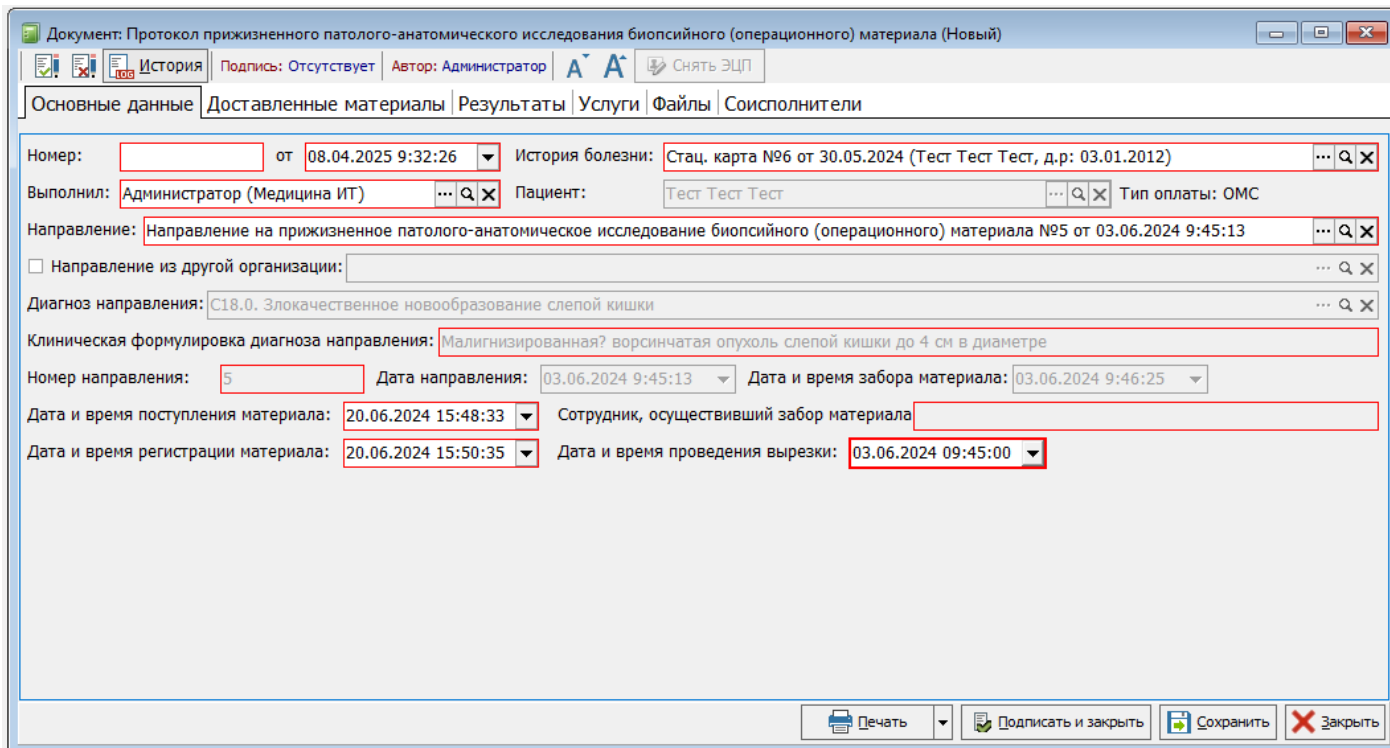 Документ: Протокол прижизненного патолого-анатомического исследования биопсийного (операционного) материала (Новый)
LOG История Подпись: Отсутствует Автор: Администратор A A Снять ЭЦП
Основные данные Доставленные материалы Результаты Услуги Файлы Соисполнители
Номер: от 08.04.2025 9:32:26 История болезни: Стац. карта №6 от 30.05.2024 (Тест Тест Тест, д.р: 03.01.2012) ...
Выполнил: Администратор (Медицина ИТ) ... Пациент: Тест Тест Тест ... Тип оплаты: ОМС
Направление: Направление на прижизненное патолого-анатомическое исследование биопсийного (операционного) материала №5 от 03.06.2024 9:45:13 ...
Направление из другой организации: ...
Диагноз направления: C18.0. Злокачественное новообразование слепой кишки ...
Клиническая формулировка диагноза направления: Малигнизированная? ворсинчатая опухоль слепой кишки до 4 см в диаметре
Номер направления: 5 Дата направления: 03.06.2024 9:45:13 Дата и время забора материала: 03.06.2024 9:46:25
Дата и время поступления материала: 20.06.2024 15:48:33 Сотрудник, осуществивший забор материала
Дата и время регистрации материала: 20.06.2024 15:50:35 Дата и время проведения вырезки: 03.06.2024 09:45:00
Печать Подписать и закрыть Сохранить Закрыть